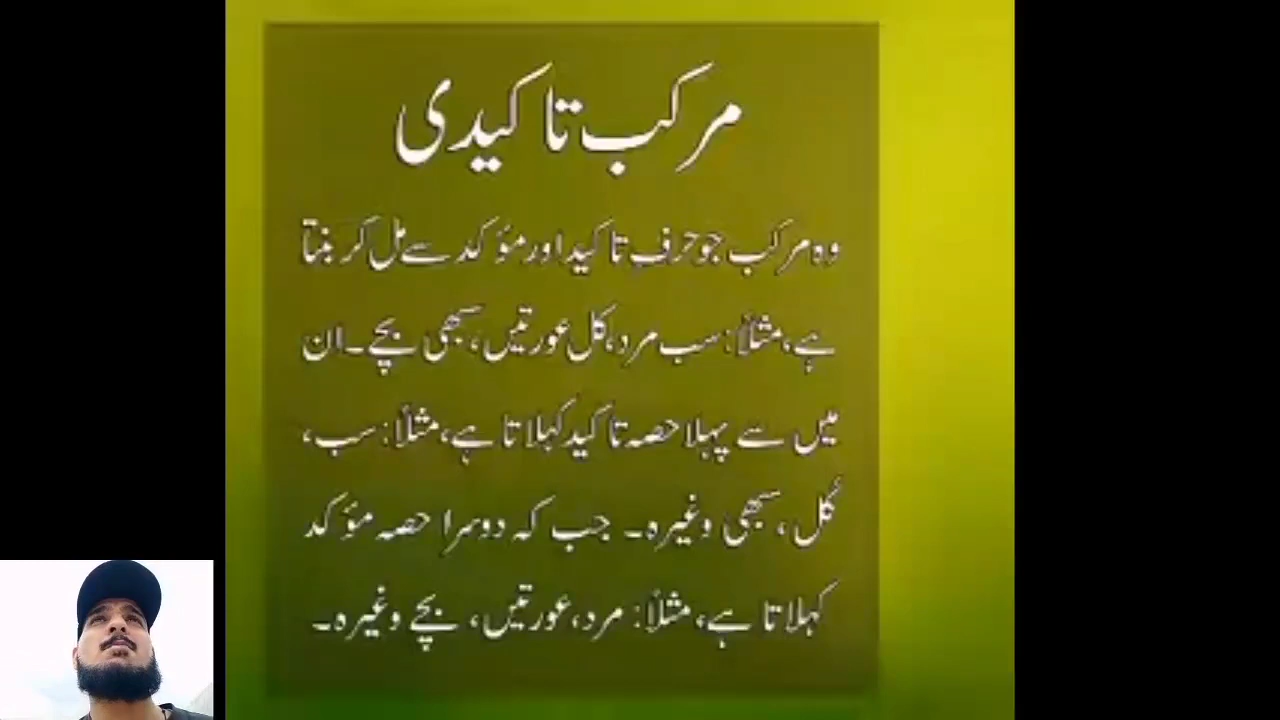 مرکب تاکیدی
وہ مرکب جو حرفِ تاکید اور مؤکد سے مل کر بنتا
ہے، مثلاً: سب مرد، کل عورتیں، سبھی بچے۔ ان
میں سے پہلا حصہ تاکید کہلاتا ہے، مثلاً: سب،
کُل، سبھی وغیرہ۔ جب کہ دوسرا حصہ مؤکد
کہلاتا ہے، مثلاً: مرد، عورتیں، بچے وغیرہ۔